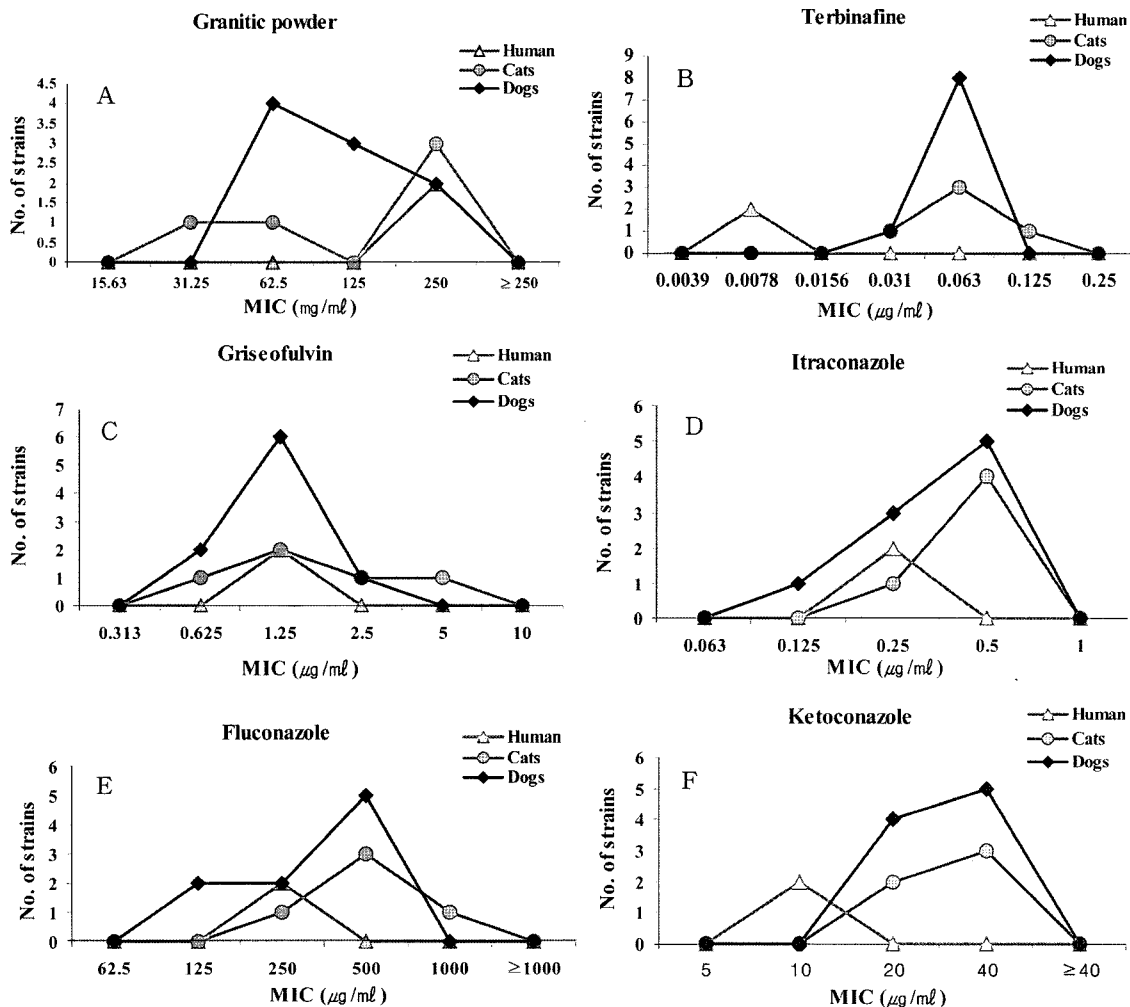 Granitic powder
A
Human
Cats
Dogs
No. of strains
4.5
4
3.5
3
2.5
2
1.5
1
0.5
0
15.63 31.25 62.5 125 250 ≥250
MIC (mg/ml)
Terbinafine
B
Human
Cats
Dogs
No. of strains
9
8
7
6
5
4
3
2
1
0
0.0039 0.0078 0.0156 0.031 0.063 0.125 0.25
MIC (μg/ml)
Griseofulvin
C
Human
Cats
Dogs
No. of strains
7
6
5
4
3
2
1
0
0.313 0.625 1.25 2.5 5 10
MIC (μg/ml)
Itraconazole
D
Human
Cats
Dogs
No. of strains
6
5
4
3
2
1
0
0.063 0.125 0.25 0.5 1
MIC (μg/ml)
Fluconazole
E
Human
Cats
Dogs
No. of strains
6
5
4
3
2
1
0
62.5 125 250 500 1000 ≥1000
MIC (μg/ml)
Ketoconazole
F
Human
Cats
Dogs
No. of strains
6
5
4
3
2
1
0
5 10 20 40 ≥40
MIC (μg/ml)